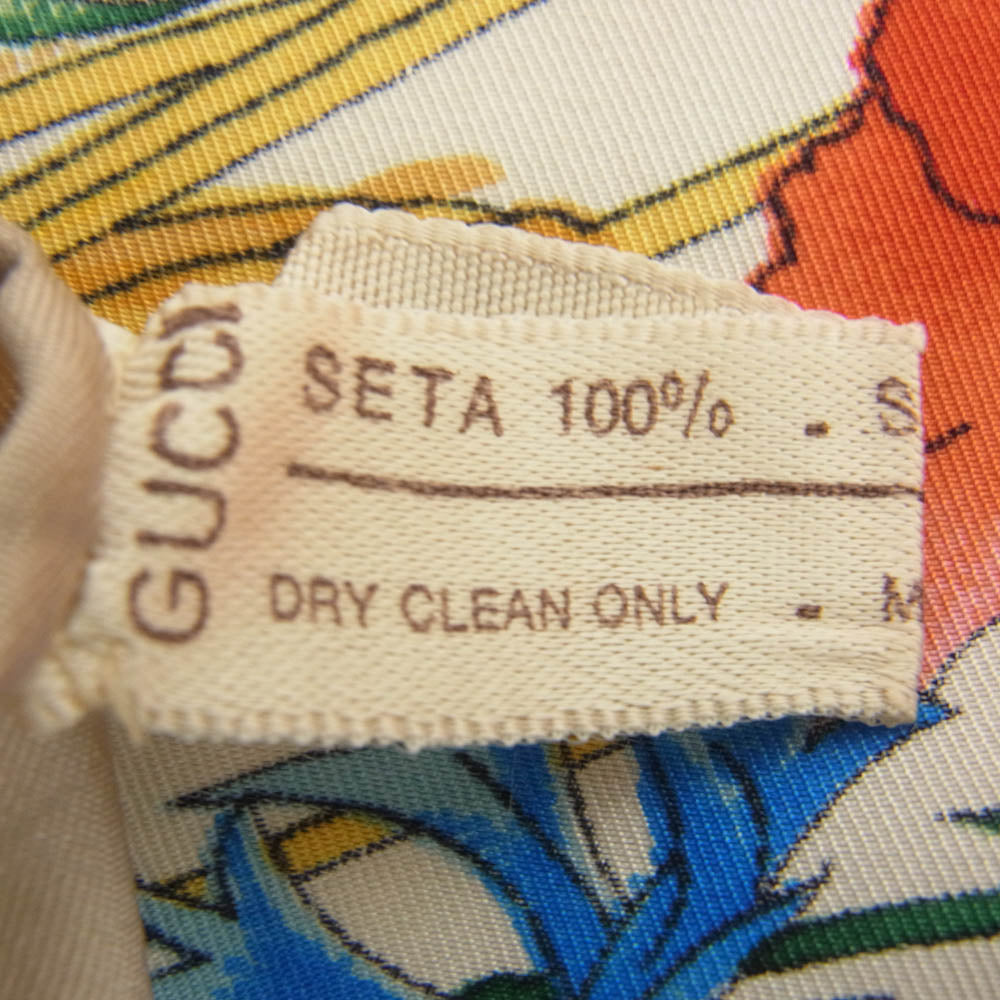 GUCCI
SETA 100% - S
DRY CLEAN ONLY - M